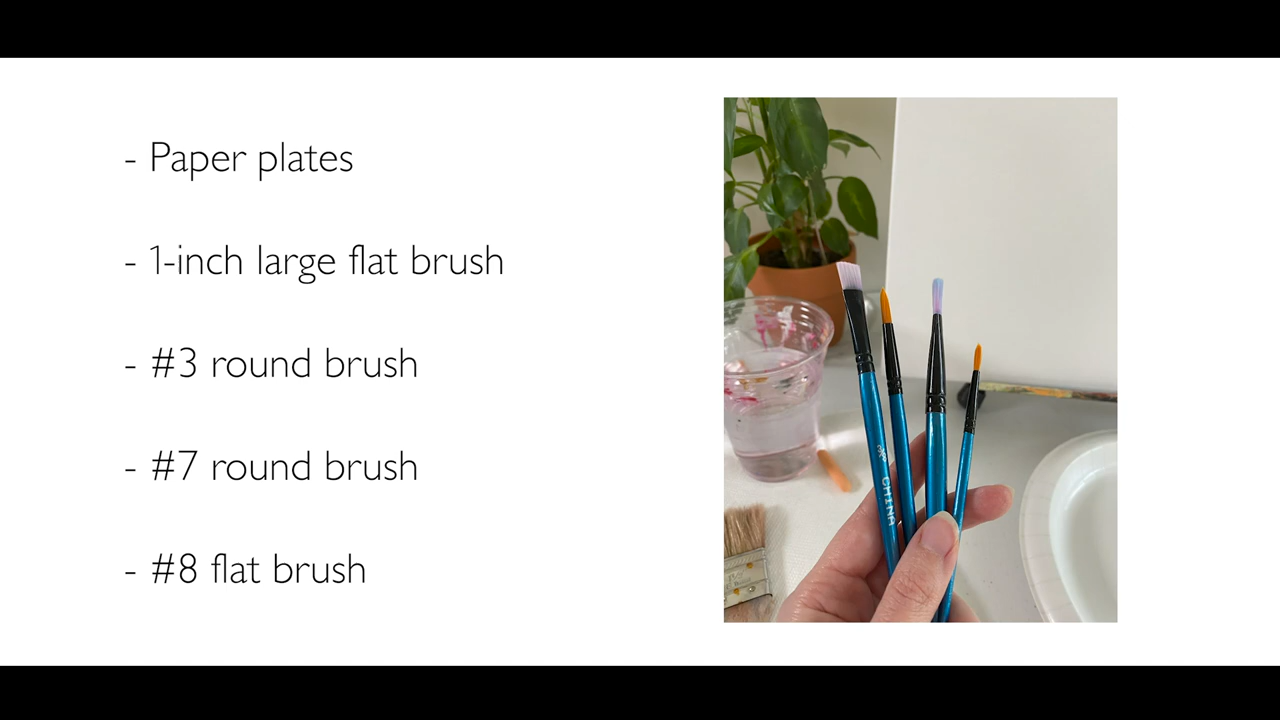 - Paper plates
- 1-inch large flat brush
- #3 round brush
- #7 round brush
- #8 flat brush
CHINA